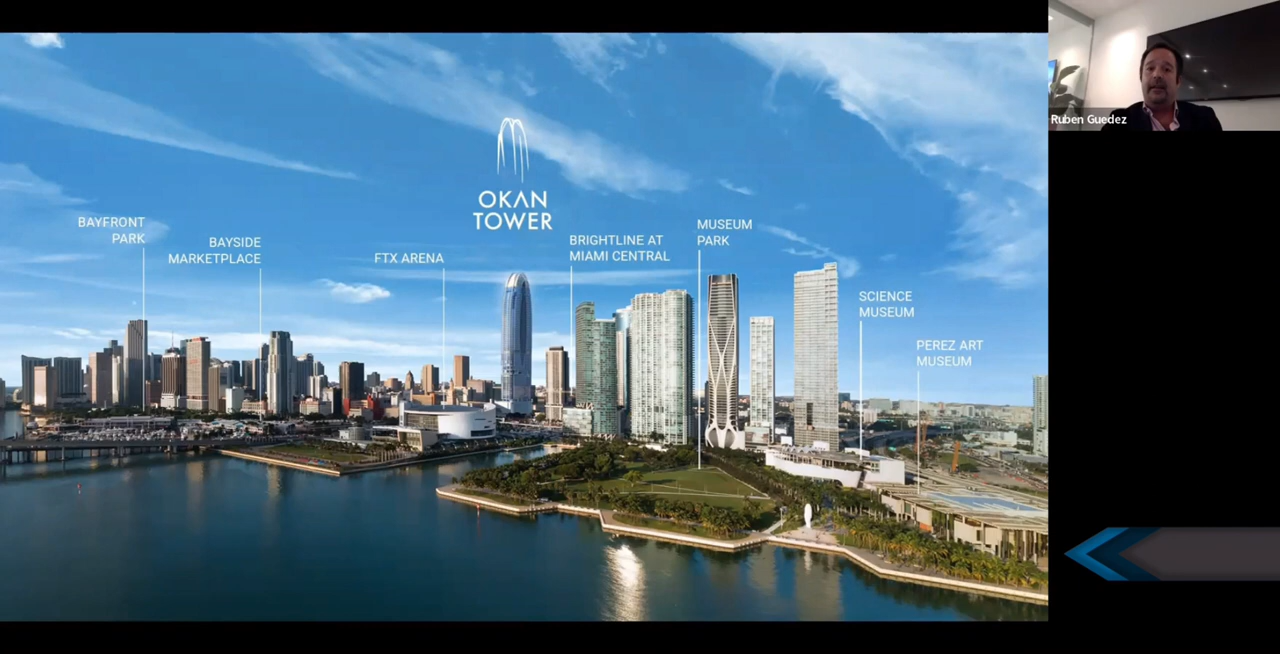 OKAN
TOWER
BAYFRONT
PARK
BAYSIDE
MARKETPLACE
FTX ARENA
BRIGHTLINE AT
MIAMI CENTRAL
MUSEUM
PARK
SCIENCE
MUSEUM
PEREZ ART
MUSEUM
Ruben Guedez